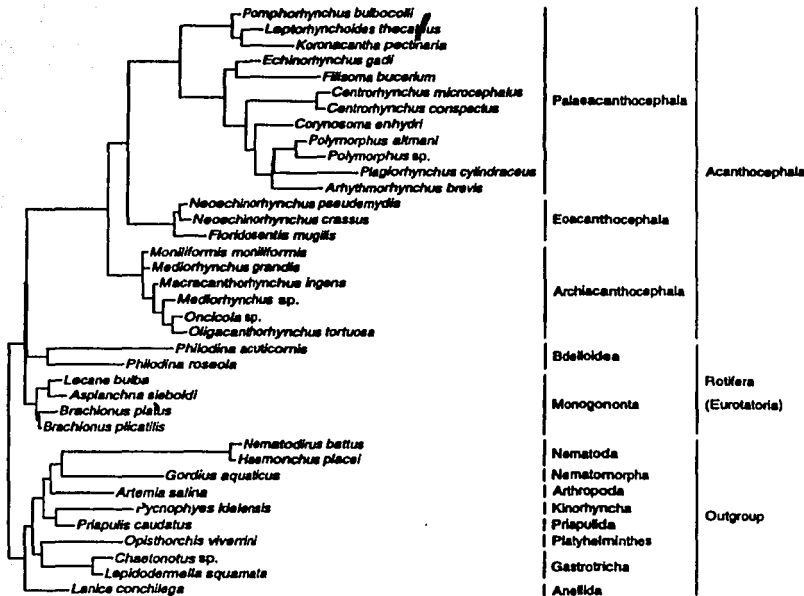 Pomphorhynchus bulbocolli
Leptorhynchoides thecatus
Koronacantha pectinaria
Echinorhynchus gadi
Filisoma bucerium
Centrorhynchus microcephalus
Centrorhynchus conspectus
Palaeacanthocephala
Corynosoma enhydri
Polymorphus altmani
Polymorphus sp.
Plagiorhynchus cylindraceus
Acanthocephala
Arhythmorhynchus brevis
Neoechinorhynchus pseudemydis
Neoechinorhynchus crassus
Eoacanthocephala
Floridosentis mugilis
Moniliformis moniliformis
Mediorhynchus grandis
Macracanthorhynchus ingens
Archiacanthocephala
Mediorhynchus sp.
Oncicola sp.
Oligacanthorhynchus tortuosa
Philodina acuticornis
Bdelloidea
Philodina roseola
Lecane bulba
Rotifera
Asplanchna sieboldi
Monogononta
(Eurotatoria)
Brachionus platus
Brachionus plicatilis
Nematodirus battus
Nematoda
Haemonchus placei
Gordius aquaticus
Nematomorpha
Artemia salina
Arthropoda
Pycnophyes kielensis
Kinorhyncha
Outgroup
Priapulis caudatus
Priapulida
Opisthorchis viverrini
Platyhelminthes
Chaetonotus sp.
Gastrotricha
Lepidodermella squamata
Lanice conchilega
Anellida